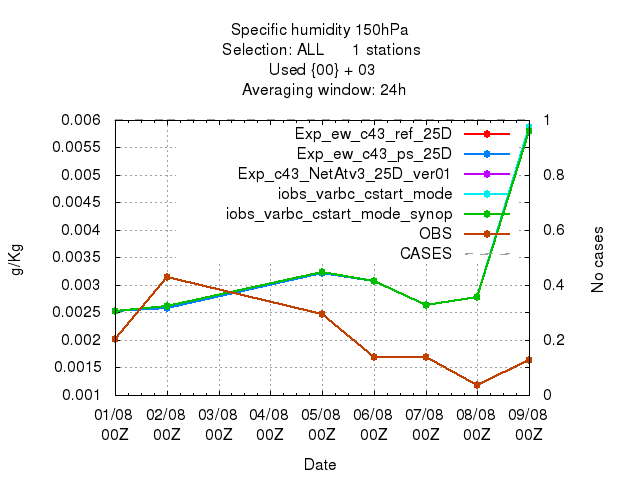 Specific humidity 150hPa
Selection: ALL 1 stations
Used {00} + 03
Averaging window: 24h
0.006
0.0055
0.005
0.0045
0.004
0.0035
0.003
0.0025
0.002
0.0015
0.001
g/Kg
1
0.8
0.6
0.4
0.2
0
No cases
Exp_ew_c43_ref_25D
Exp_ew_c43_ps_25D
Exp_c43_NetAtv3_25D_ver01
iobs_varbc_cstart_mode
iobs_varbc_cstart_mode_synop
OBS
CASES
01/08 02/08 03/08 04/08 05/08 06/08 07/08 08/08 09/08
00Z 00Z 00Z 00Z 00Z 00Z 00Z 00Z 00Z
Date